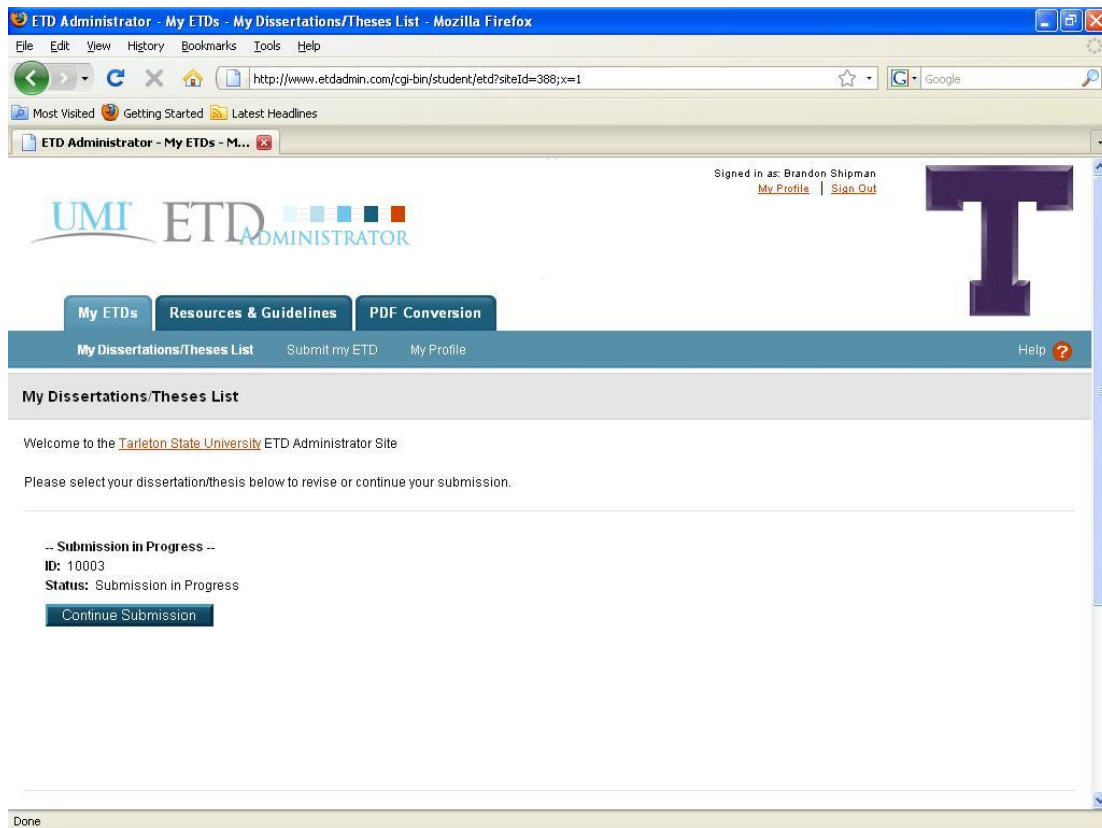 ETD Administrator - My ETDs - My Dissertations/Theses List - Mozilla Firefox
File Edit View History Bookmarks Tools Help
http://www.etdadmin.com/cgi-bin/student/etd?siteId=388;x=1 G Google
Most Visited Getting Started Latest Headlines
ETD Administrator - My ETDs - M...
Signed in as: Brandon Shipman
My Profile | Sign Out
T
UMI ETD ADMINISTRATOR
My ETDs Resources & Guidelines PDF Conversion
My Dissertations/Theses List Submit my ETD My Profile Help ?
My Dissertations/Theses List
Welcome to the Tarleton State University ETD Administrator Site
Please select your dissertation/thesis below to revise or continue your submission.
-- Submission in Progress --
ID: 10003
Status: Submission in Progress
Continue Submission
Done